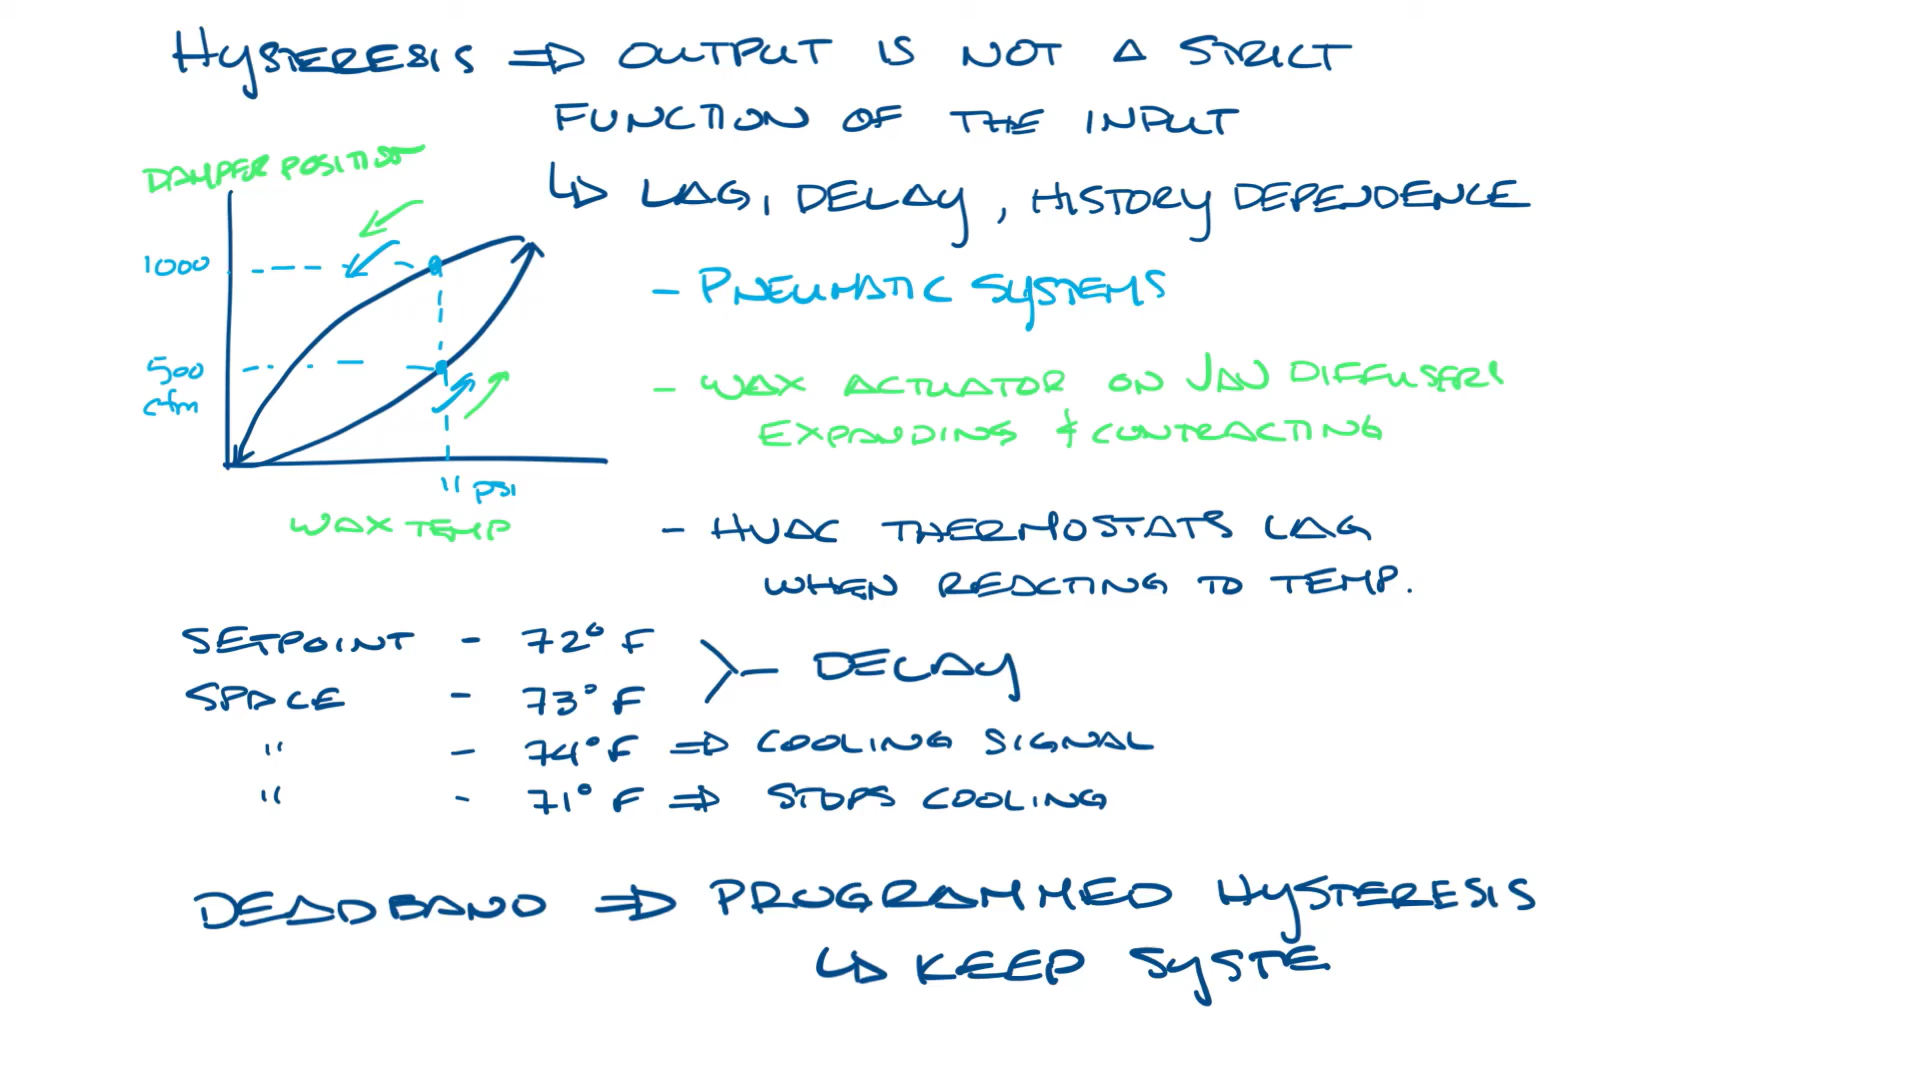 HYSTERESIS ⇒ OUTPUT IS NOT A STRICT
FUNCTION OF THE INPUT
↳ LAG, DELAY, HISTORY DEPENDENCE
DAMPER POSITION
1000
500
cfm
11 psi
WAX TEMP
- PNEUMATIC SYSTEMS
- WAX ACTUATOR ON VAV DIFFUSERS
EXPANDING & CONTRACTING
- HVAC THERMOSTATS LAG
WHEN REACTING TO TEMP.
SETPOINT - 72° F
SPACE - 73° F
DELAY
" - 74° F ⇒ COOLING SIGNAL
" - 71° F ⇒ STOPS COOLING
DEADBAND ⇒ PROGRAMMED HYSTERESIS
↳ KEEP SYSTE